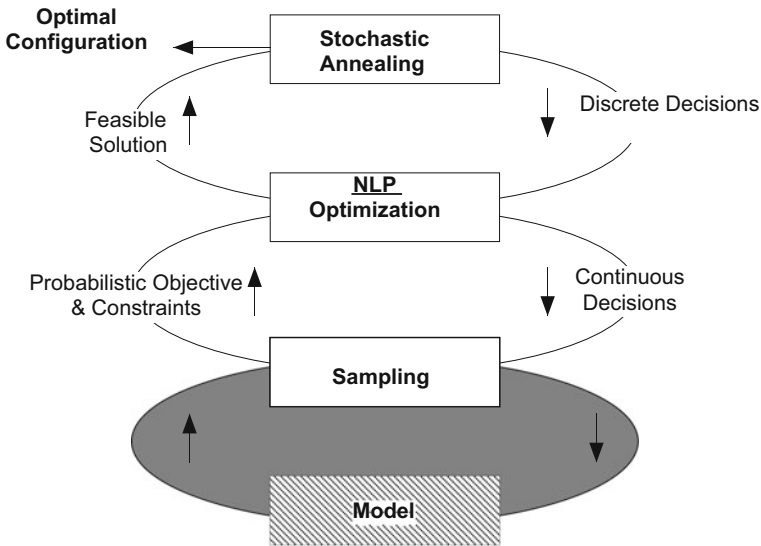 Optimal
Configuration
Stochastic
Annealing
Feasible
Solution
Discrete Decisions
NLP
Optimization
Probabilistic Objective
& Constraints
Continuous
Decisions
Sampling
Model